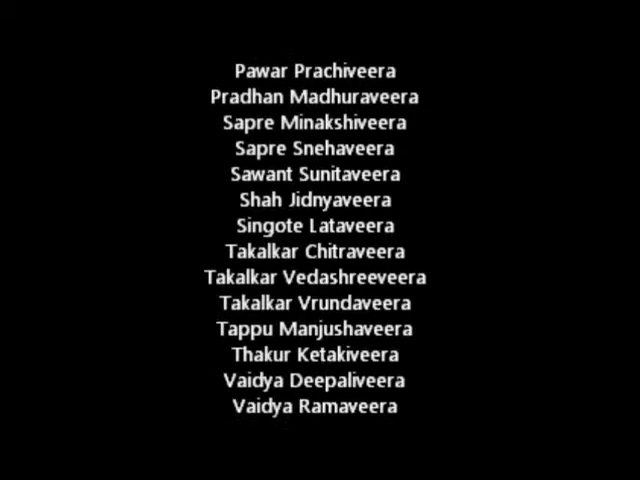 Pawar Prachiveera
Pradhan Madhuraveera
Sapre Minakshiveera
Sapre Snehaveera
Sawant Sunitaveera
Shah Jidnyaveera
Singote Lataveera
Takalkar Chitraveera
Takalkar Vedashreeveera
Takalkar Vrundaveera
Tappu Manjushaveera
Thakur Ketakiveera
Vaidya Deepaliveera
Vaidya Ramaveera